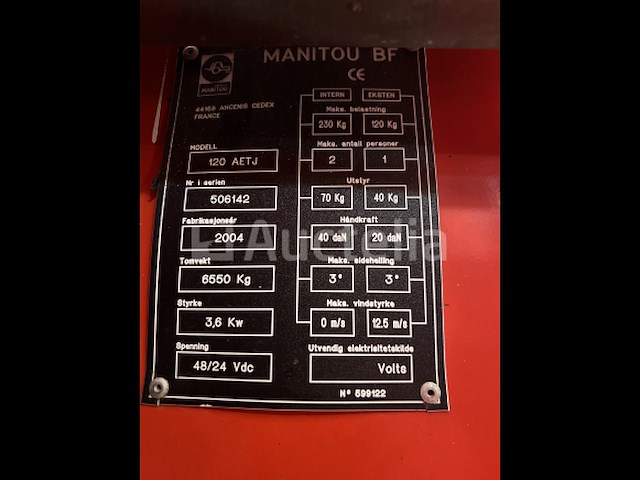 MANITOU BF
CE
MANITOU
44158 ANCENIS CEDEX
FRANCE
INTERN EKSTEN
Maks. belastning
230 Kg 120 Kg
Maks. antall personer
2 1
Utstyr
70 Kg 40 Kg
Håndkraft
40 daN 20 daN
Maks. sidehelling
3° 3°
Maks. vindstyrke
0 m/s 12.5 m/s
Utvendig elektrisitetskilde
Volts
N° 599122
MODELL
120 AETJ
Nr i serien
506142
Fabrikasjonsår
2004
Tomvekt
6550 Kg
Styrke
3,6 Kw
Spenning
48/24 Vdc
Auctelia